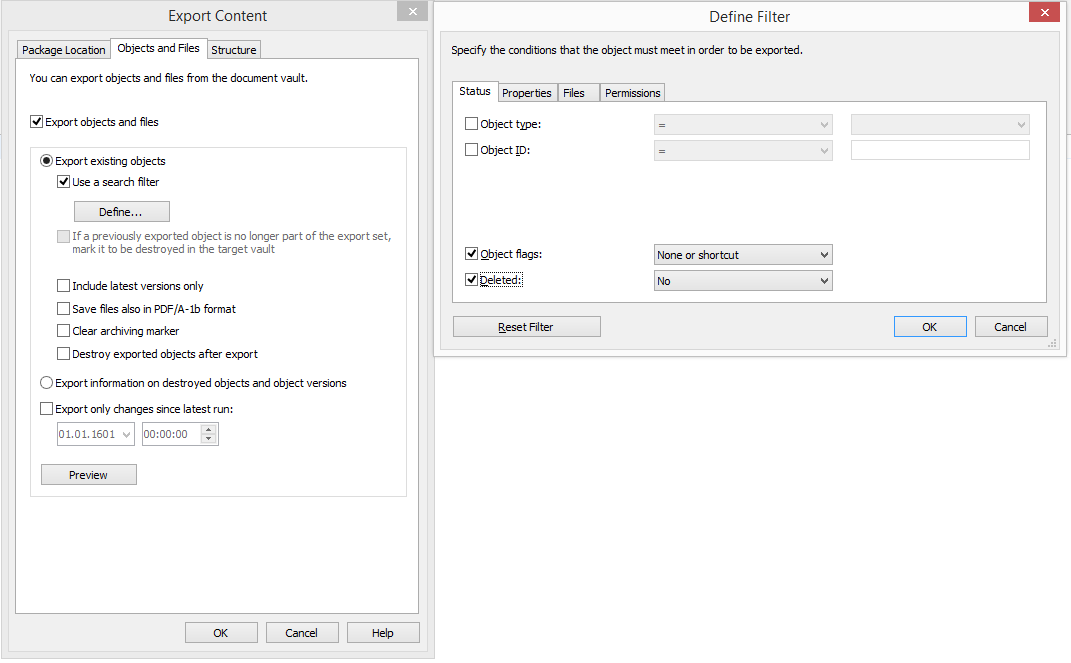 Export Content
Package Location
Objects and Files
Structure
You can export objects and files from the document vault.
Export objects and files
Export existing objects
Use a search filter
Define...
If a previously exported object is no longer part of the export set,
mark it to be destroyed in the target vault
Include latest versions only
Save files also in PDF/A-1b format
Clear archiving marker
Destroy exported objects after export
Export information on destroyed objects and object versions
Export only changes since latest run:
01.01.1601 00:00:00
Preview
OK Cancel Help
Define Filter
Specify the conditions that the object must meet in order to be exported.
Status Properties Files Permissions
Object type: =
Object ID: =
Object flags: None or shortcut
Deleted: No
Reset Filter OK Cancel